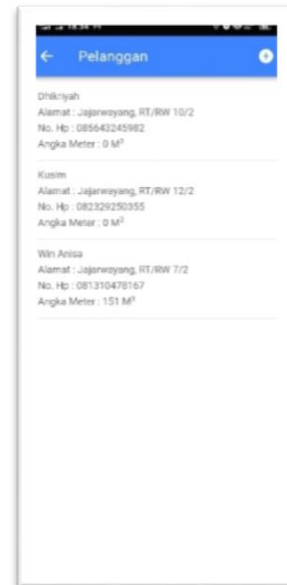 Pelanggan
Dhikriyah
Alamat : Jajarwayang, RT/RW 10/2
No. Hp : 085643245982
Angka Meter : 0 M³
Kusim
Alamat : Jajarwayang, RT/RW 12/2
No. Hp : 082329250355
Angka Meter : 0 M³
Win Anisa
Alamat : Jajarwayang, RT/RW 7/2
No. Hp : 081310478167
Angka Meter : 151 M³